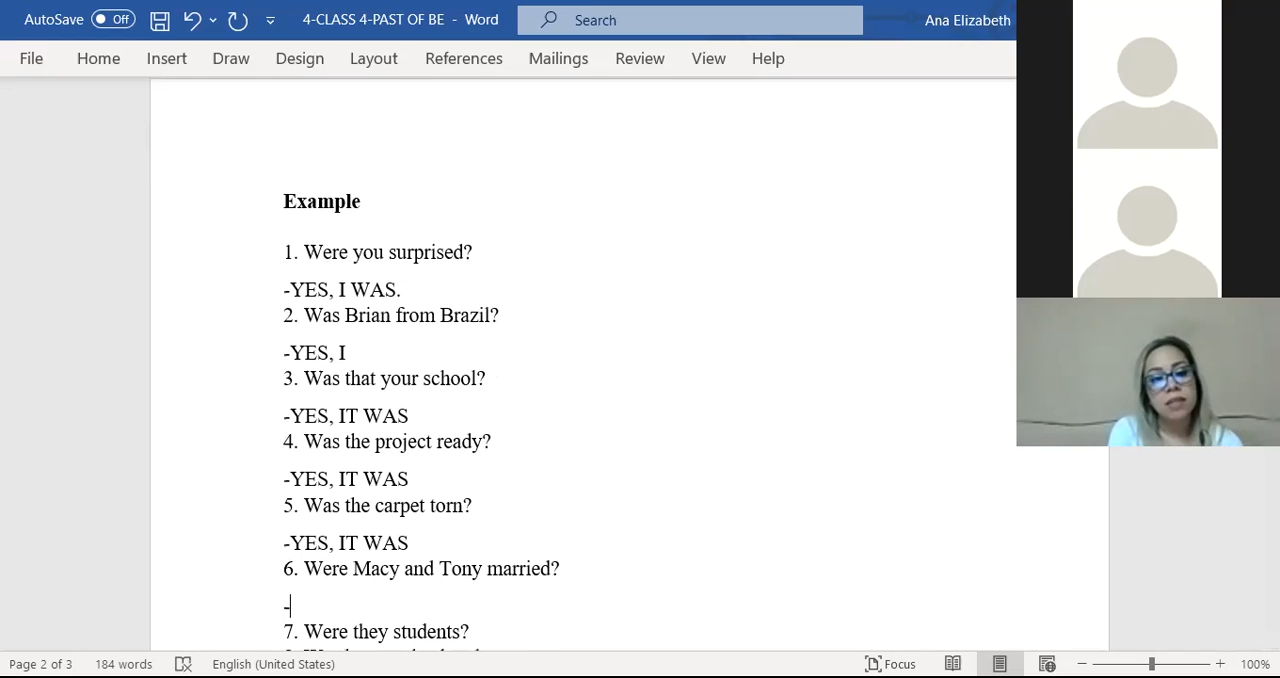 AutoSave Off 4-CLASS 4-PAST OF BE - Word Search Ana Elizabeth
File Home Insert Draw Design Layout References Mailings Review View Help
Example
1. Were you surprised?
-YES, I WAS.
2. Was Brian from Brazil?
-YES, I
3. Was that your school?
-YES, IT WAS
4. Was the project ready?
-YES, IT WAS
5. Was the carpet torn?
-YES, IT WAS
6. Were Macy and Tony married?
-
7. Were they students?
Page 2 of 3 184 words English (United States) Focus 100%